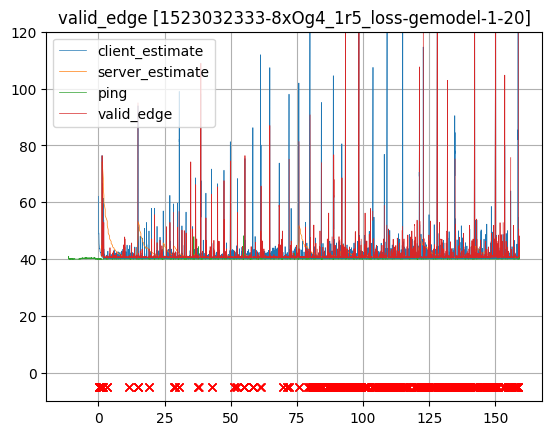 valid_edge [1523032333-8xOg4_1r5_loss-gemodel-1-20]
client_estimate
server_estimate
ping
valid_edge
120
100
80
60
40
20
0
0 25 50 75 100 125 150